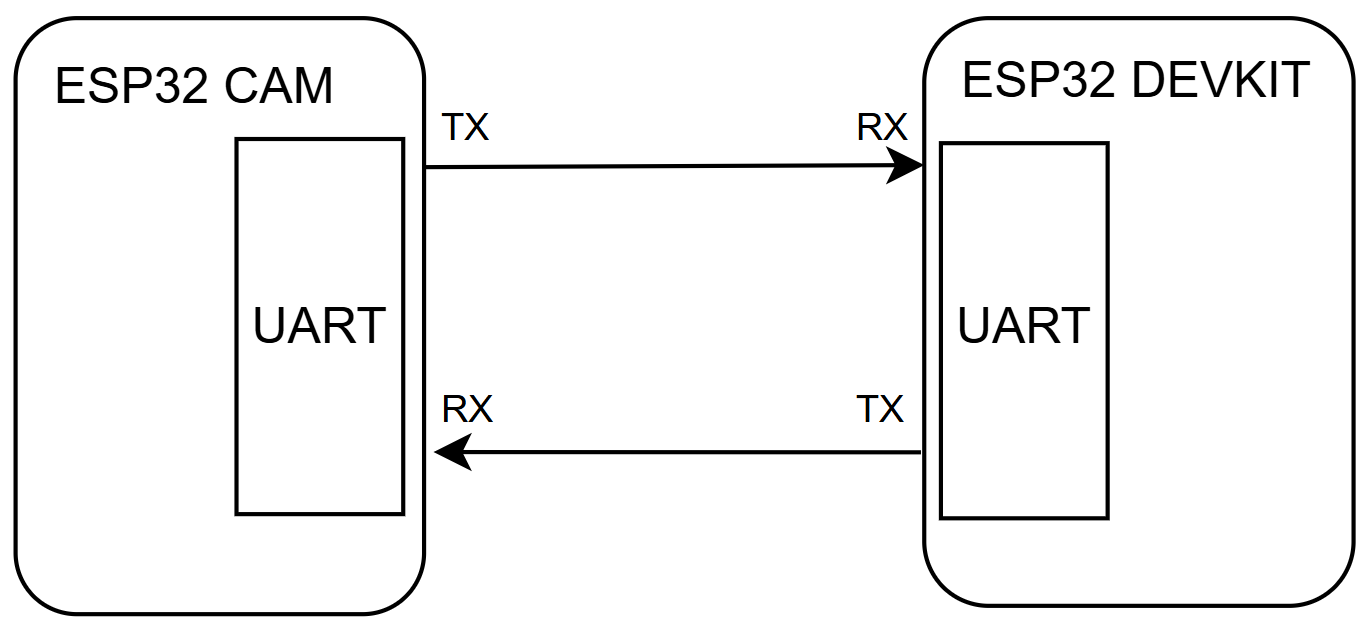 ESP32 CAM
ESP32 DEVKIT
TX
RX
UART
UART
RX
TX